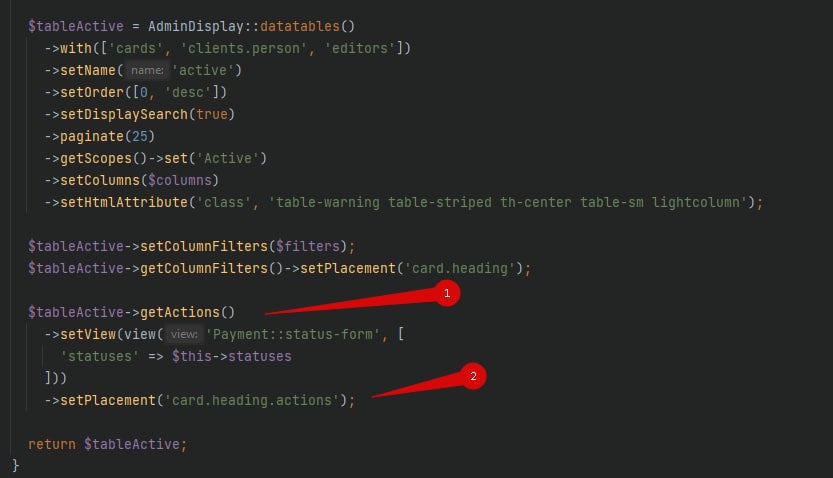 $tableActive = AdminDisplay::datatables()
->with(['cards', 'clients.person', 'editors'])
->setName( name: 'active')
->setOrder([0, 'desc'])
->setDisplaySearch(true)
->paginate(25)
->getScopes()->set('Active')
->setColumns($columns)
->setHtmlAttribute('class', 'table-warning table-striped th-center table-sm lightcolumn');
$tableActive->setColumnFilters($filters);
$tableActive->getColumnFilters()->setPlacement('card.heading');
1
$tableActive->getActions()
->setView(view( view: 'Payment::status-form', [
'statuses' => $this->statuses
]))
2
->setPlacement('card.heading.actions');
return $tableActive;
}